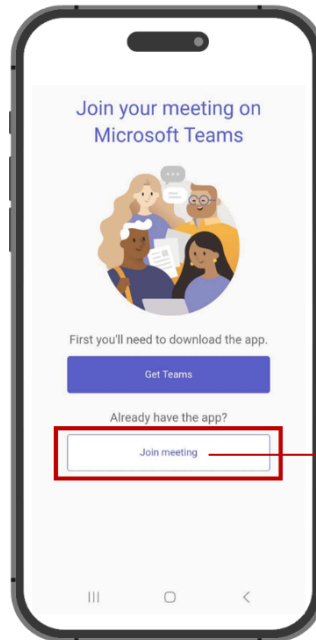 Join your meeting on
Microsoft Teams
First you'll need to download the app.
Get Teams
Already have the app?
Join meeting